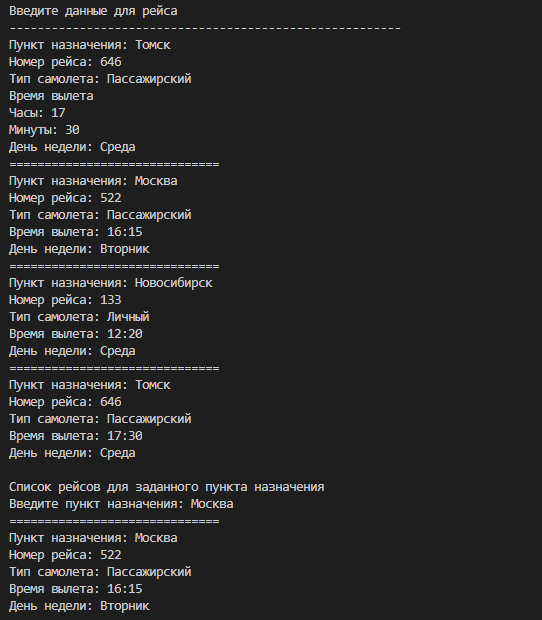 Введите данные для рейса
--------------------------------------------------------
Пункт назначения: Томск
Номер рейса: 646
Тип самолета: Пассажирский
Время вылета
Часы: 17
Минуты: 30
День недели: Среда
==============================
Пункт назначения: Москва
Номер рейса: 522
Тип самолета: Пассажирский
Время вылета: 16:15
День недели: Вторник
==============================
Пункт назначения: Новосибирск
Номер рейса: 133
Тип самолета: Личный
Время вылета: 12:20
День недели: Среда
==============================
Пункт назначения: Томск
Номер рейса: 646
Тип самолета: Пассажирский
Время вылета: 17:30
День недели: Среда

Список рейсов для заданного пункта назначения
Введите пункт назначения: Москва
==============================
Пункт назначения: Москва
Номер рейса: 522
Тип самолета: Пассажирский
Время вылета: 16:15
День недели: Вторник